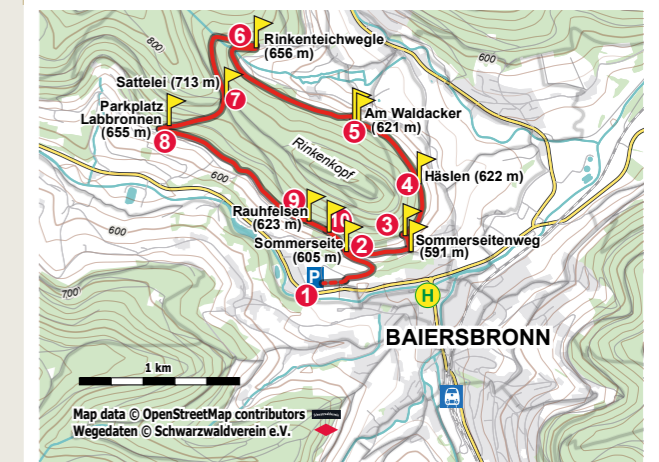 6
Rinkenteichwegle
(656 m)
800
600
Sattelei (713 m)
7
Parkplatz
Labbronnen
(655 m)
8
Am Waldacker
(621 m)
5
Rinkenkopf
4
Häslen (622 m)
600
9
Rauhfelsen
(623 m)
10
3
Sommerseite
(605 m)
2
Sommerseitenweg
(591 m)
600
P
1
700
H
BAIERSBRONN
1 km
Map data © OpenStreetMap contributors
Wegedaten © Schwarzwaldverein e.V.